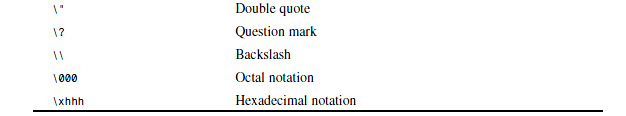 \" Double quote
\? Question mark
\\ Backslash
\000 Octal notation
\xhhh Hexadecimal notation